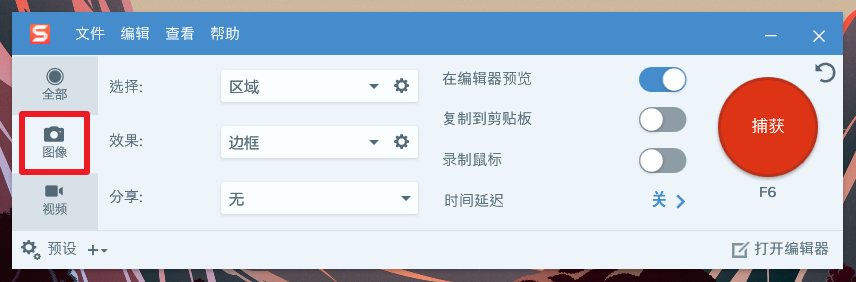 S
文件 编辑 查看 帮助
全部
图像
视频
选择: 区域
效果: 边框
分享: 无
在编辑器预览
复制到剪贴板
录制鼠标
时间延迟 关
捕获
F6
预设
打开编辑器